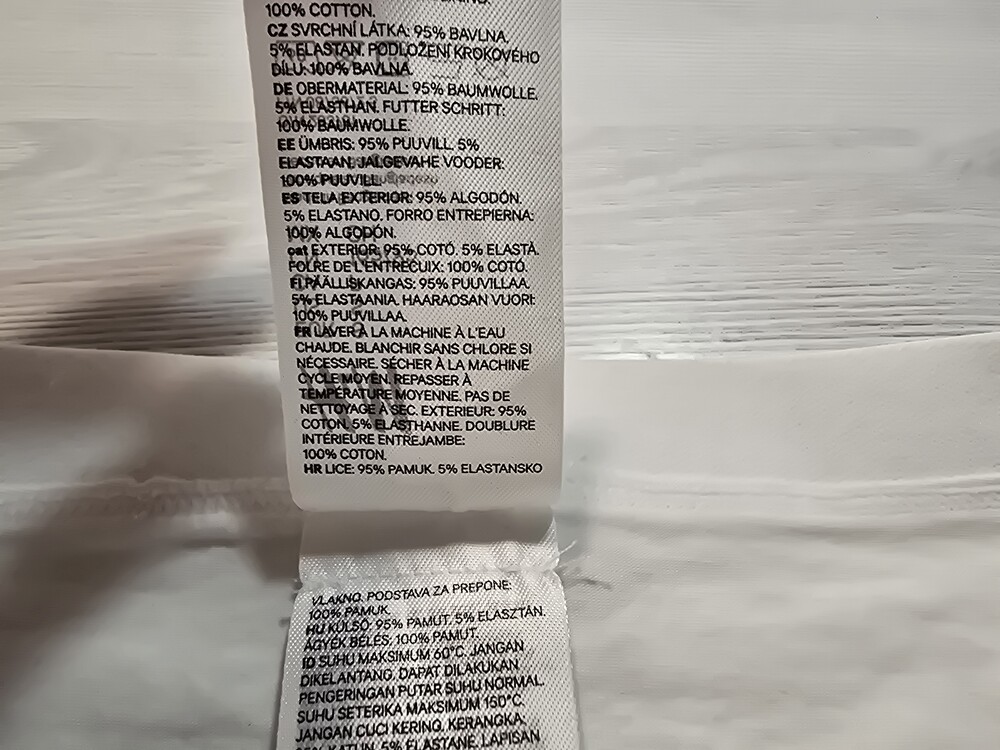 100% COTTON.
CZ SVRCHNÍ LÁTKA: 95% BAVLNA.
5% ELASTAN. PODLOŽENÍ KROKOVÉHO
DÍLU: 100% BAVLNA.
DE OBERMATERIAL: 95% BAUMWOLLE.
5% ELASTHAN. FUTTER SCHRITT:
100% BAUMWOLLE.
EE ÜMBRIS: 95% PUUVILL. 5%
ELASTAAN. JALGEVAHE VOODER:
100% PUUVILL.
ES TELA EXTERIOR: 95% ALGODÓN.
5% ELASTANO. FORRO ENTREPIERNA:
100% ALGODÓN.
cat EXTERIOR: 95% COTÓ. 5% ELASTÀ.
FOLRE DE L'ENTRECUIX: 100% COTÓ.
FI PÄÄLLISKANGAS: 95% PUUVILLAA.
5% ELASTAANIA. HAARAOSAN VUORI:
100% PUUVILLAA.
FR LAVER À LA MACHINE À L'EAU
CHAUDE. BLANCHIR SANS CHLORE SI
NÉCESSAIRE. SÉCHER À LA MACHINE
CYCLE MOYEN. REPASSER À
TEMPÉRATURE MOYENNE. PAS DE
NETTOYAGE À SEC. EXTERIEUR: 95%
COTON. 5% ELASTHANNE. DOUBLURE
INTÉRIEURE ENTREJAMBE:
100% COTON.
HR LICE: 95% PAMUK. 5% ELASTANSKO
VLAKNO. PODSTAVA ZA PREPONE:
100% PAMUK.
HU KÜLSŐ: 95% PAMUT. 5% ELASZTÁN.
ÁGYÉK BÉLÉS: 100% PAMUT.
ID SUHU MAKSIMUM 60°C. JANGAN
DIKELANTANG. DAPAT DILAKUKAN
PENGERINGAN PUTAR SUHU NORMAL.
SUHU SETERIKA MAKSIMUM 150°C.
JANGAN CUCI KERING. KERANGKA:
95% KATUN. 5% ELASTANE. LAPISAN